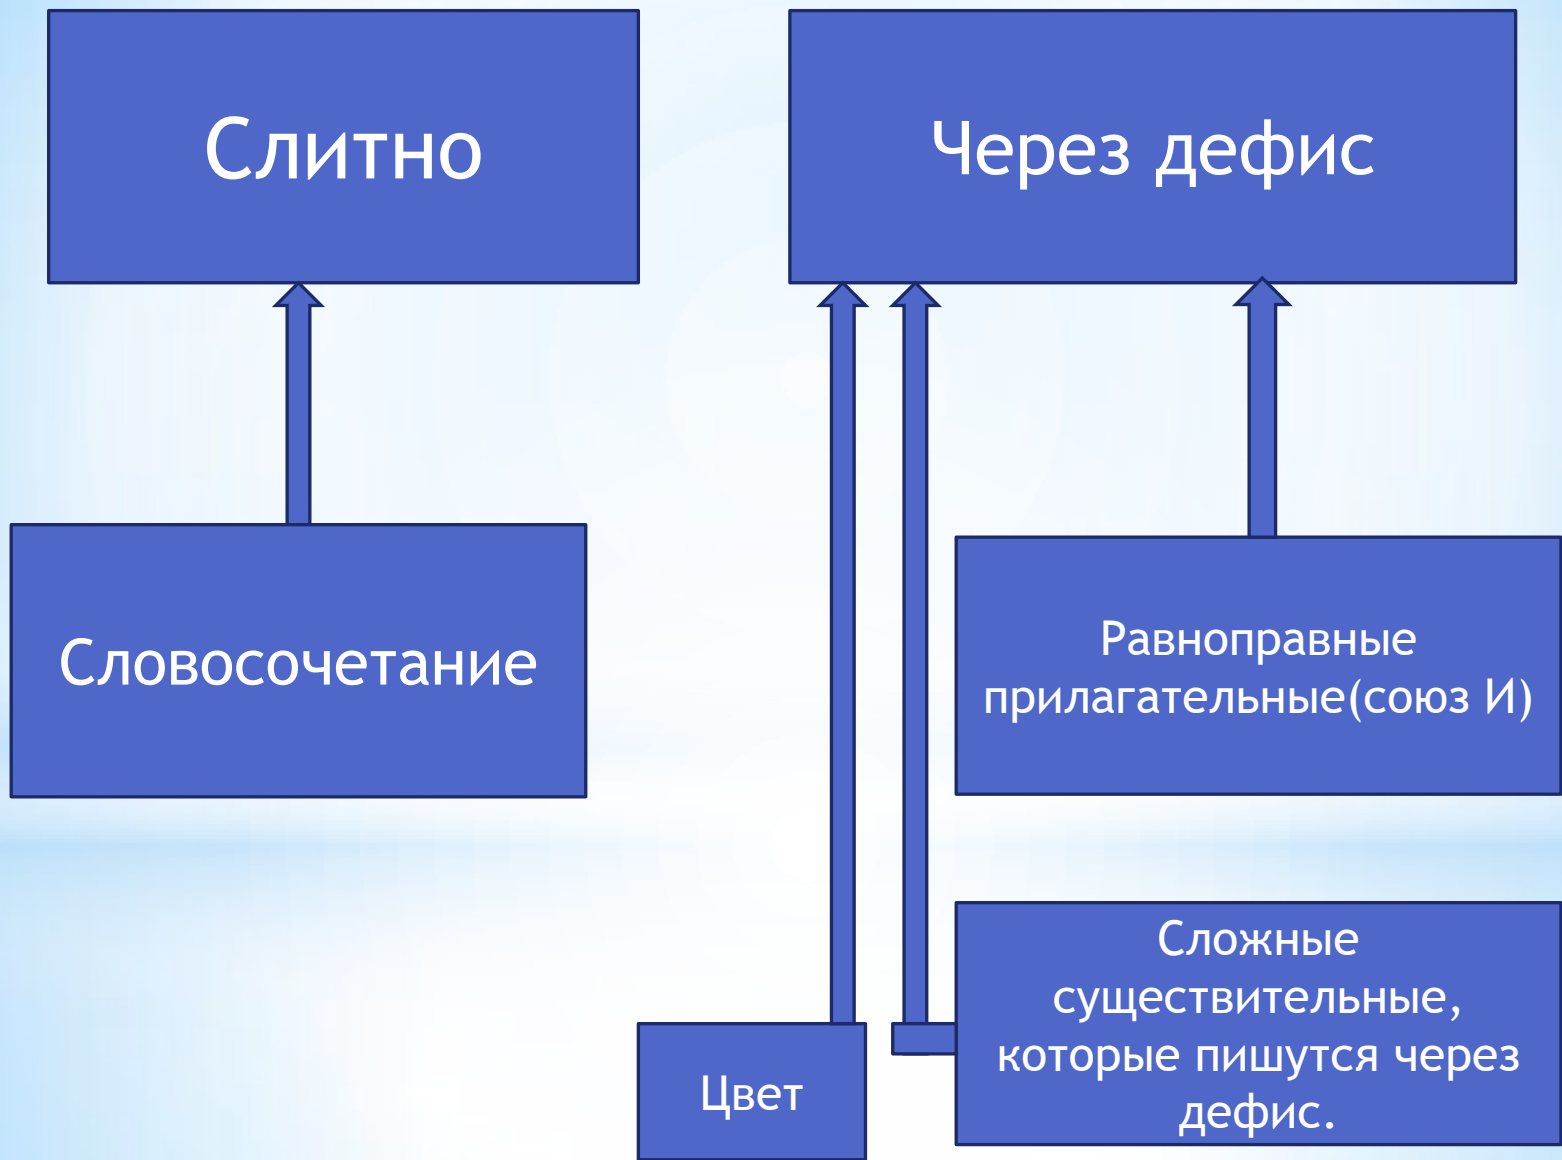 Слитно
Через дефис
Словосочетание
Равноправные
прилагательные(союз И)
Сложные
существительные,
которые пишутся через
дефис.
Цвет